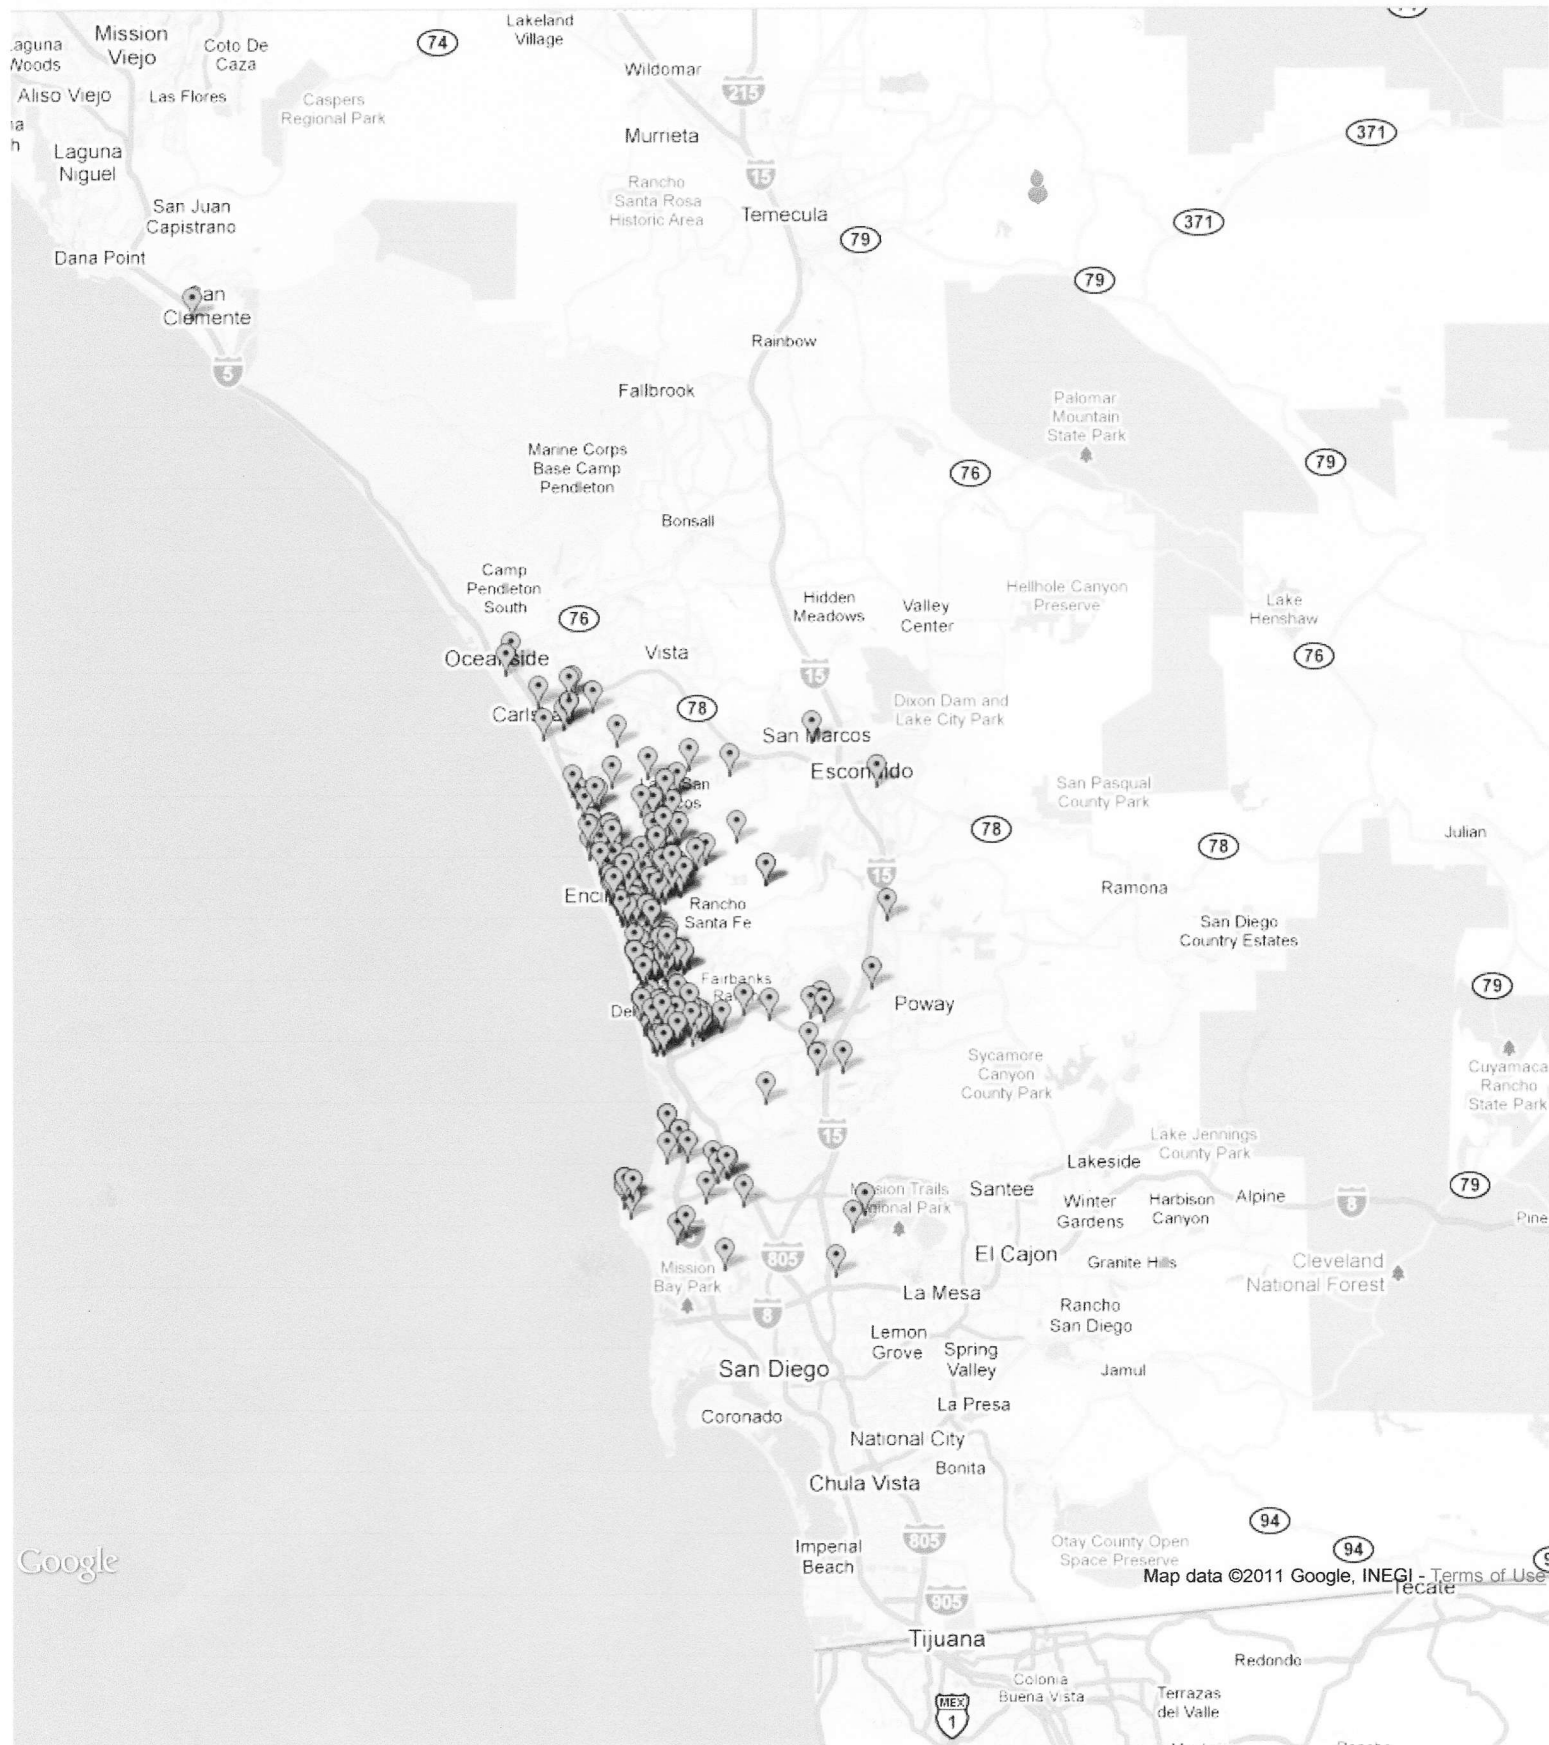 Lakeland
Village
Mission
Viejo
Coto De
Caza
74
Woods
Wildomar
215
Aliso Viejo
Las Flores
Caspers
Regional Park
371
Murrieta
Laguna
Niguel
15
Rancho
Santa Rosa
Historic Area
San Juan
Capistrano
Temecula
371
79
Dana Point
79
Clemente
Rainbow
5
Fallbrook
Palomar
Mountain
State Park
Marine Corps
Base Camp
Pendleton
79
76
Bonsall
Camp
Pendleton
South
Hellhole Canyon
Preserve
Hidden
Meadows
Valley
Center
Lake
Henshaw
76
Oceanside
Vista
76
15
Dixon Dam and
Lake City Park
78
San Marcos
Escondido
San Pasqual
County Park
78
Julian
78
15
Ramona
Rancho
Santa Fe
San Diego
Country Estates
Fairbanks
79
Poway
Sycamore
Canyon
County Park
Cuyamaca
Rancho
State Park
15
Lake Jennings
County Park
Lakeside
Santee
79
Winter
Gardens
Harbison
Canyon
Alpine
8
Pine
805
El Cajon
Granite Hills
Cleveland
National Forest
Mission
Bay Park
La Mesa
8
Rancho
San Diego
Lemon
Grove
Spring
Valley
San Diego
Jamul
La Presa
Coronado
National City
Bonita
Chula Vista
94
805
Imperial
Beach
Otay County Open
Space Preserve
94
Google
Map data ©2011 Google, INEGI - Terms of Use
Tecate
905
Tijuana
Redondo
Colonia
Buena Vista
Terrazas
del Valle
MEX
1